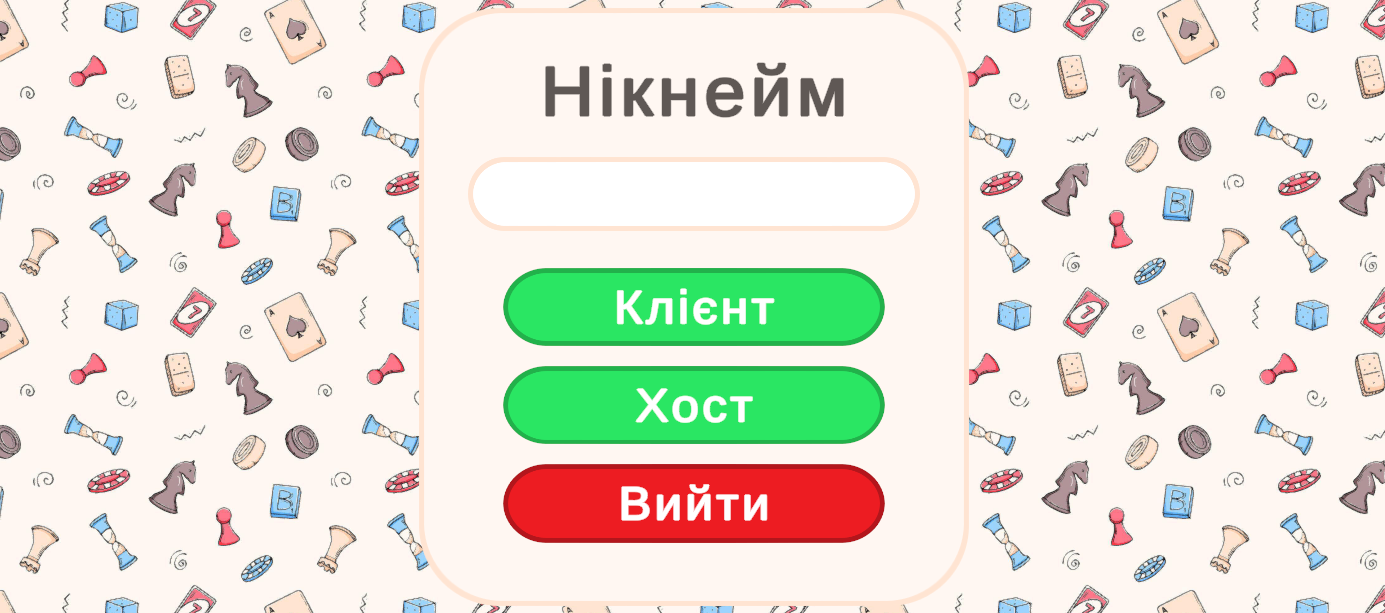 Нікнейм
Клієнт
Хост
Вийти